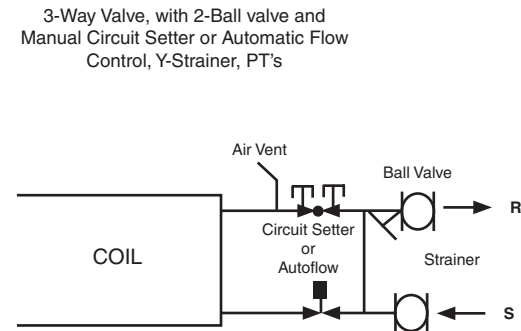 3-Way Valve, with 2-Ball valve and
Manual Circuit Setter or Automatic Flow
Control, Y-Strainer, PT's
Air Vent
Ball Valve
R
Circuit Setter
or
Autoflow
COIL
Strainer
S